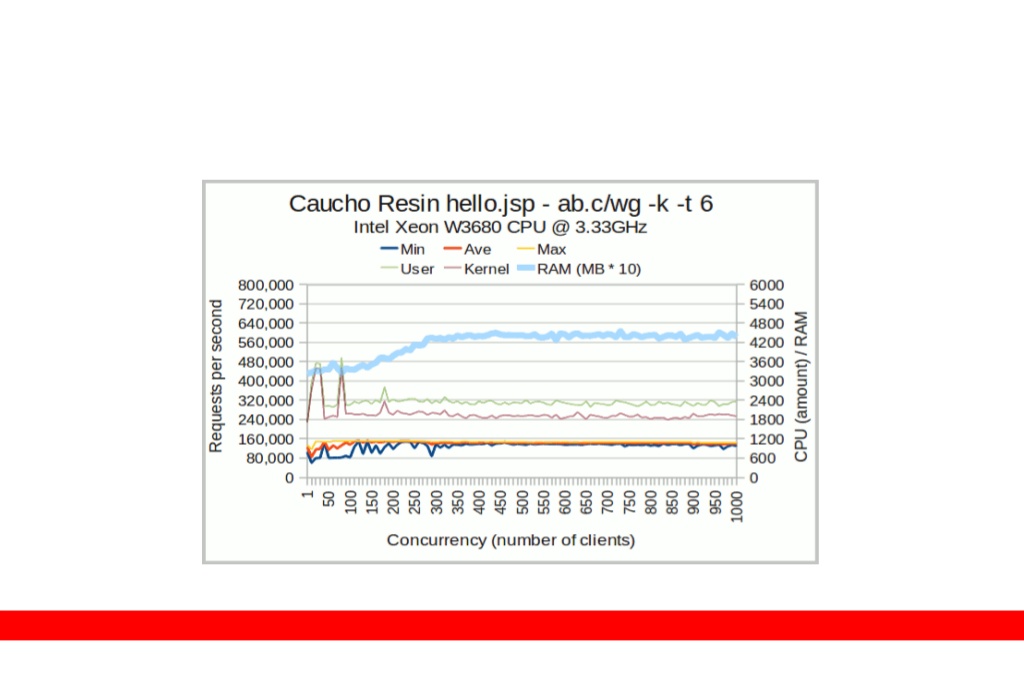 Caucho Resin hello.jsp - ab.c/wg -k -t 6
Intel Xeon W3680 CPU @ 3.33GHz
Min Ave Max
User Kernel RAM (MB * 10)
800,000 6000
720,000 5400
640,000 4800
560,000 4200
480,000 3600
400,000 3000
320,000 2400
240,000 1800
160,000 1200
80,000 600
0 0
Requests per second
CPU (amount) / RAM
1 50 100 150 200 250 300 350 400 450 500 550 600 650 700 750 800 850 900 950 1000
Concurrency (number of clients)